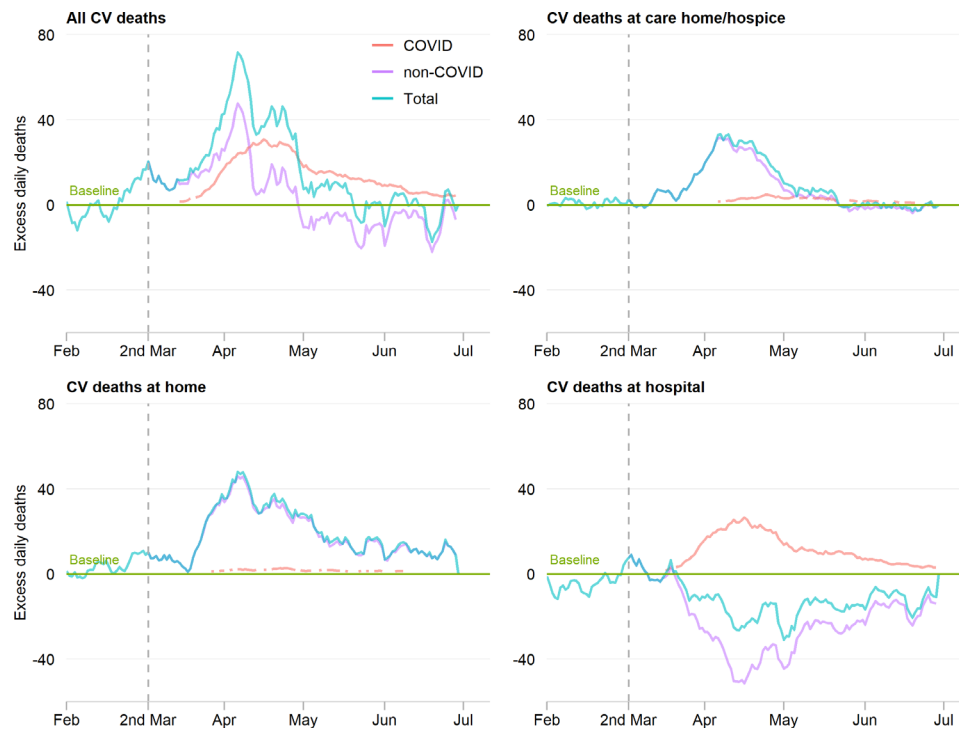 All CV deaths
80
40
0
-40
Excess daily deaths
Baseline
COVID
non-COVID
Total
Feb 2nd Mar Apr May Jun Jul
CV deaths at care home/hospice
80
40
0
-40
Baseline
Feb 2nd Mar Apr May Jun Jul
CV deaths at home
80
40
0
-40
Excess daily deaths
Baseline
Feb 2nd Mar Apr May Jun Jul
CV deaths at hospital
80
40
0
-40
Baseline
Feb 2nd Mar Apr May Jun Jul